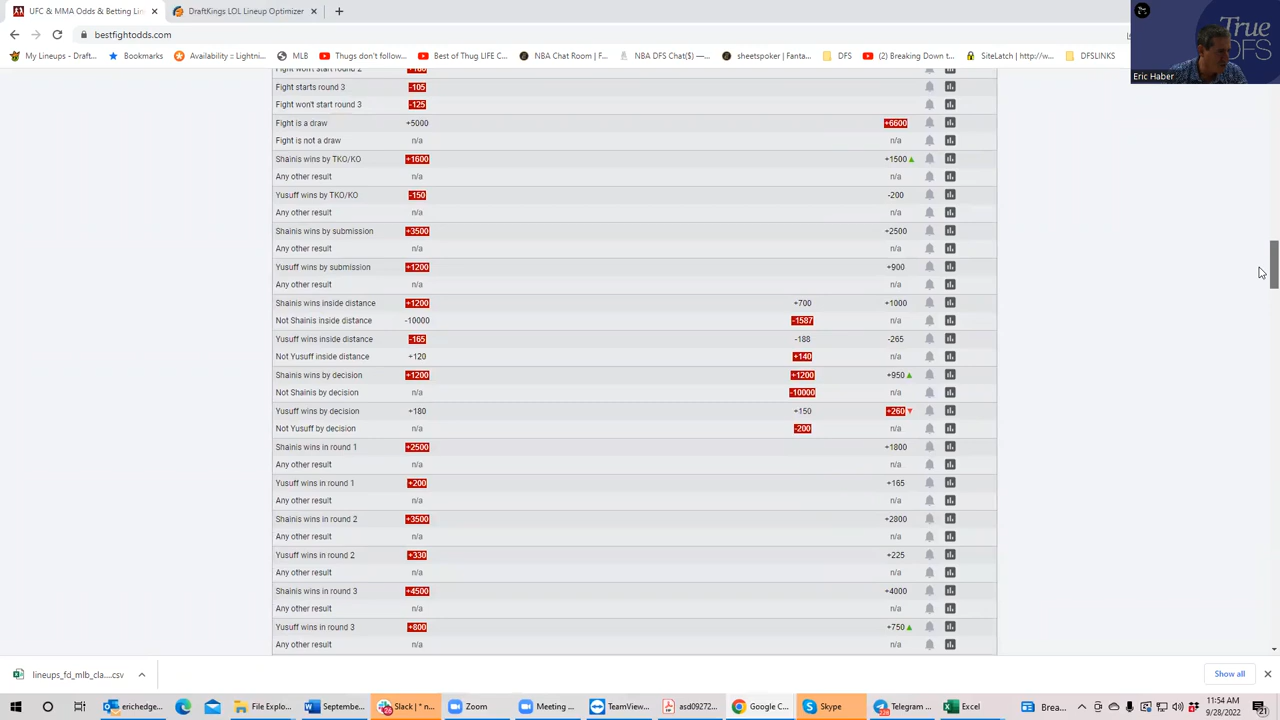 UFC & MMA Odds & Betting Lin
DraftKings LOL Lineup Optimizer
bestfightodds.com
My Lineups - Draft...
Bookmarks
Availability :: Lightni...
MLB
Thugs don't follow...
Best of Thug.LIFE C...
NBA Chat Room | F...
NBA DFS Chat($) —...
sheetspoker | Fanta...
DFS
(2) Breaking Down t...
SiteLatch | http://w...
DFSLINKS
True
DFS
Eric Haber
Fight won't start round 2
Fight starts round 3 -105
Fight won't start round 3 -125
Fight is a draw +5000 +6600
Fight is not a draw n/a n/a
Shainis wins by TKO/KO +1600 +1500▲
Any other result n/a n/a
Yusuff wins by TKO/KO -150 -200
Any other result n/a n/a
Shainis wins by submission +3500 +2500
Any other result n/a n/a
Yusuff wins by submission +1200 +900
Any other result n/a n/a
Shainis wins inside distance +1200 +700 +1000
Not Shainis inside distance -10000 -1587 n/a
Yusuff wins inside distance -165 -188 -265
Not Yusuff inside distance +120 +140 n/a
Shainis wins by decision +1200 +1200 +950▲
Not Shainis by decision n/a -10000 n/a
Yusuff wins by decision +180 +150 +260▼
Not Yusuff by decision n/a -200 n/a
Shainis wins in round 1 +2500 +1800
Any other result n/a n/a
Yusuff wins in round 1 +200 +165
Any other result n/a n/a
Shainis wins in round 2 +3500 +2800
Any other result n/a n/a
Yusuff wins in round 2 +330 +225
Any other result n/a n/a
Shainis wins in round 3 +4500 +4000
Any other result n/a n/a
Yusuff wins in round 3 +800 +750▲
Any other result n/a n/a
lineups_fd_mlb_cla....csv
Show all
erichedge...
File Explo...
Septembe...
Slack | * n...
Zoom
Meeting ...
TeamView...
asd09272...
Google C...
Skype
Telegram ...
Excel
Brea...
11:54 AM
9/28/2022
21